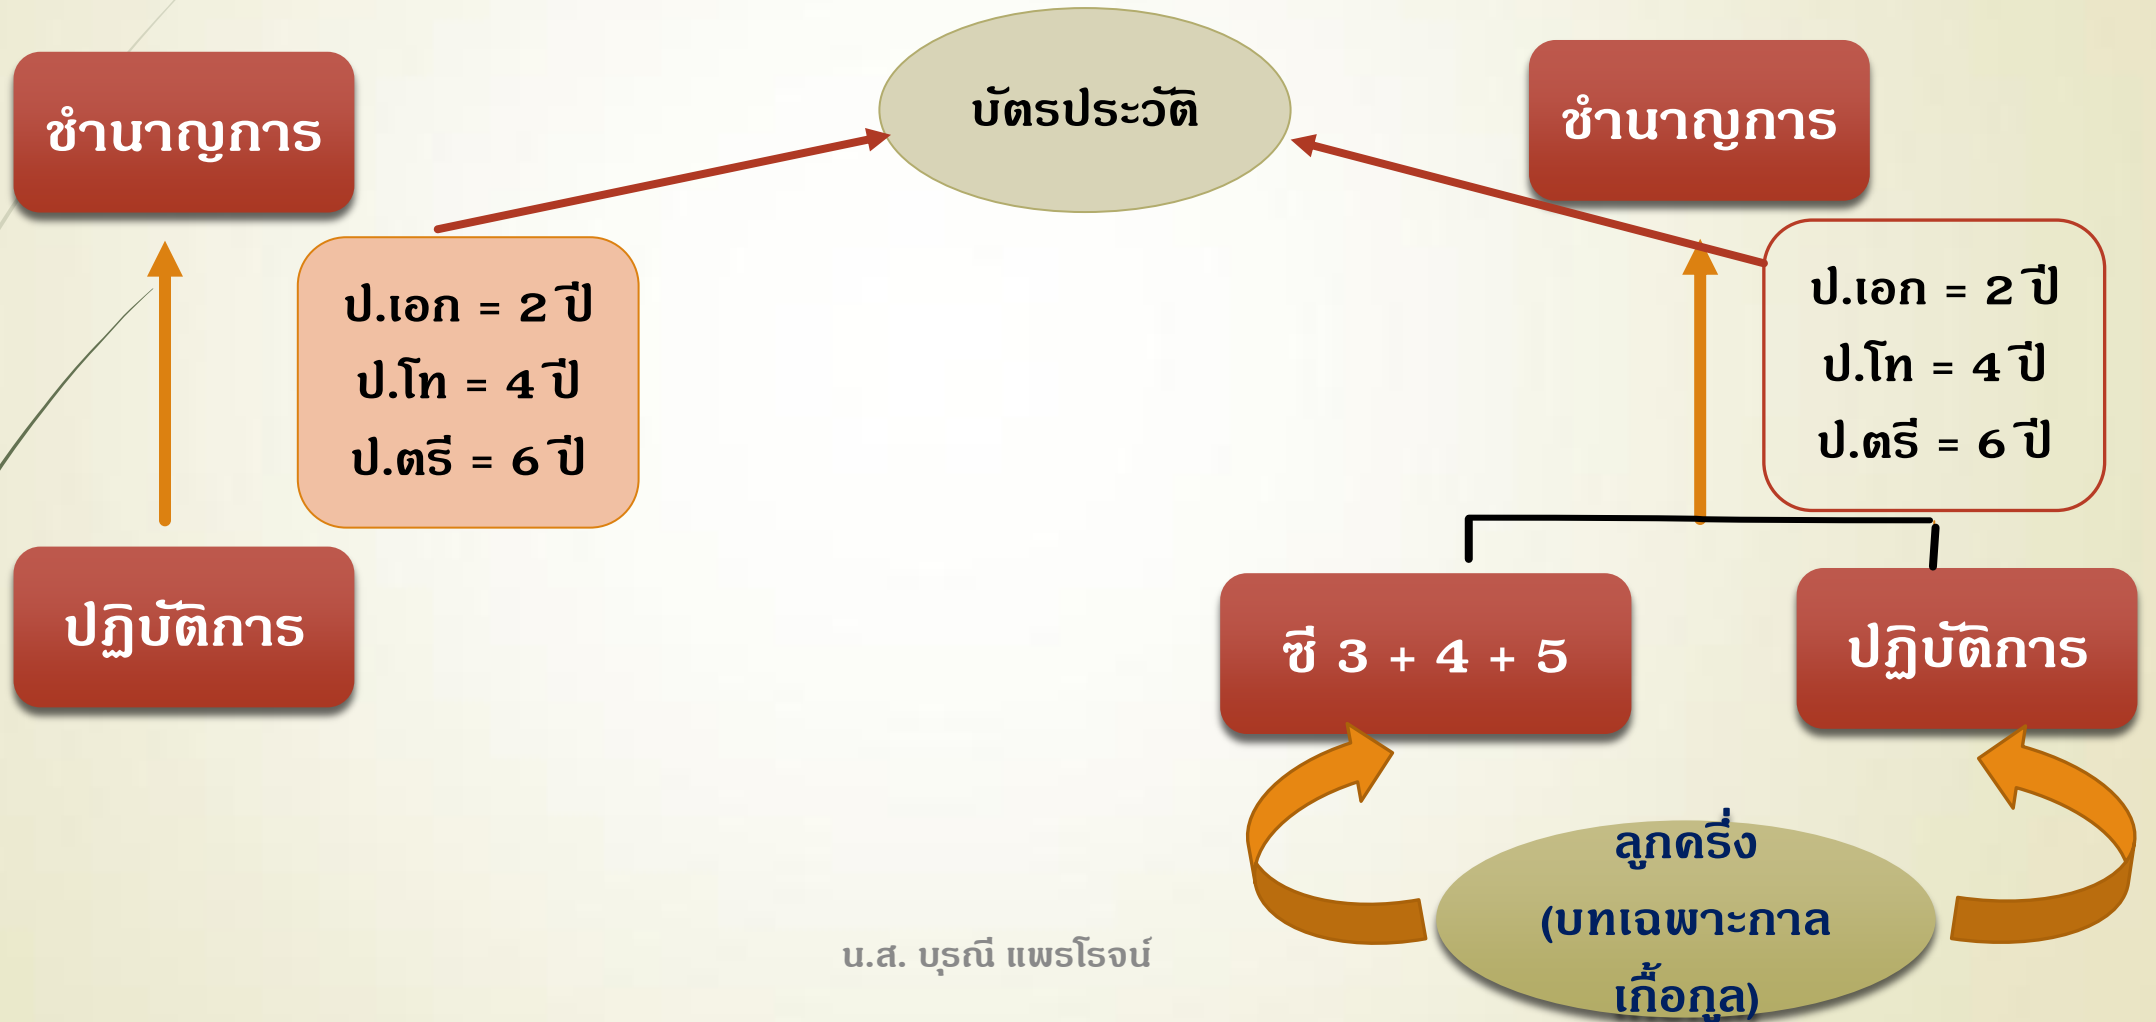 บัตรประวัติ
ชำนาญการ
ป.เอก = 2 ปี
ป.โท = 4 ปี
ป.ตรี = 6 ปี
ปฏิบัติการ
ชำนาญการ
ป.เอก = 2 ปี
ป.โท = 4 ปี
ป.ตรี = 6 ปี
ซี 3 + 4 + 5
ปฏิบัติการ
ลูกครึ่ง
(บทเฉพาะกาล
เกื้อกูล)
น.ส. บุรณี แพรโรจน์